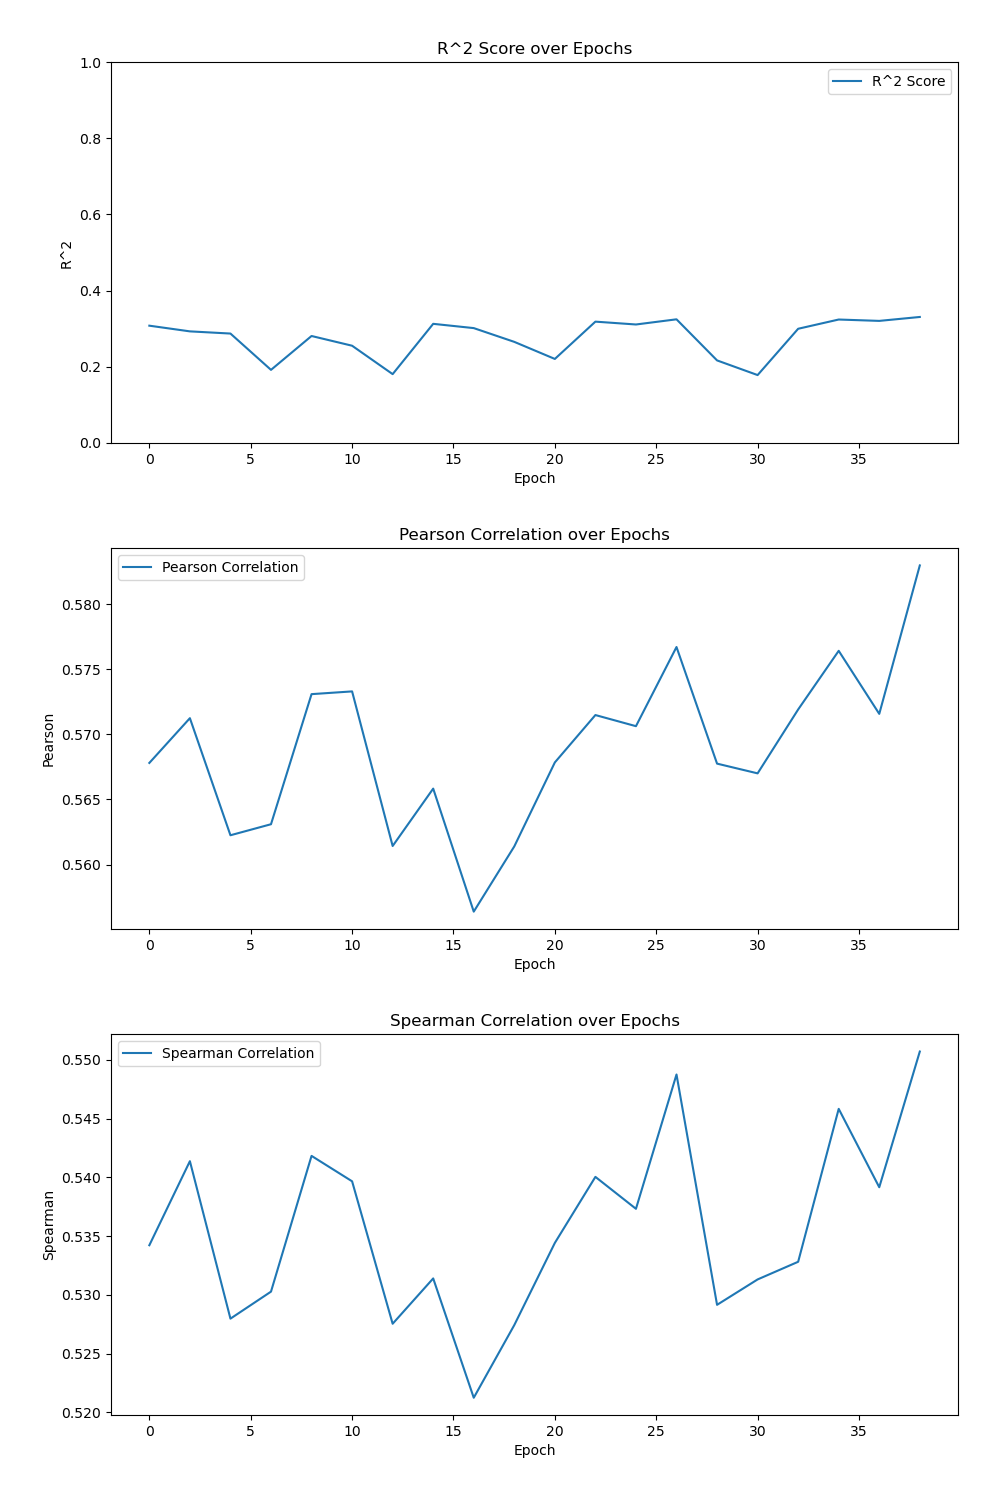 R^2 Score over Epochs
1.0
R^2 Score
0.8
0.6
R^2
0.4
0.2
0.0
0 5 10 15 20 25 30 35
Epoch
Pearson Correlation over Epochs
Pearson Correlation
0.580
0.575
0.570
Pearson
0.565
0.560
0 5 10 15 20 25 30 35
Epoch
Spearman Correlation over Epochs
Spearman Correlation
0.550
0.545
0.540
0.535
Spearman
0.530
0.525
0.520
0 5 10 15 20 25 30 35
Epoch